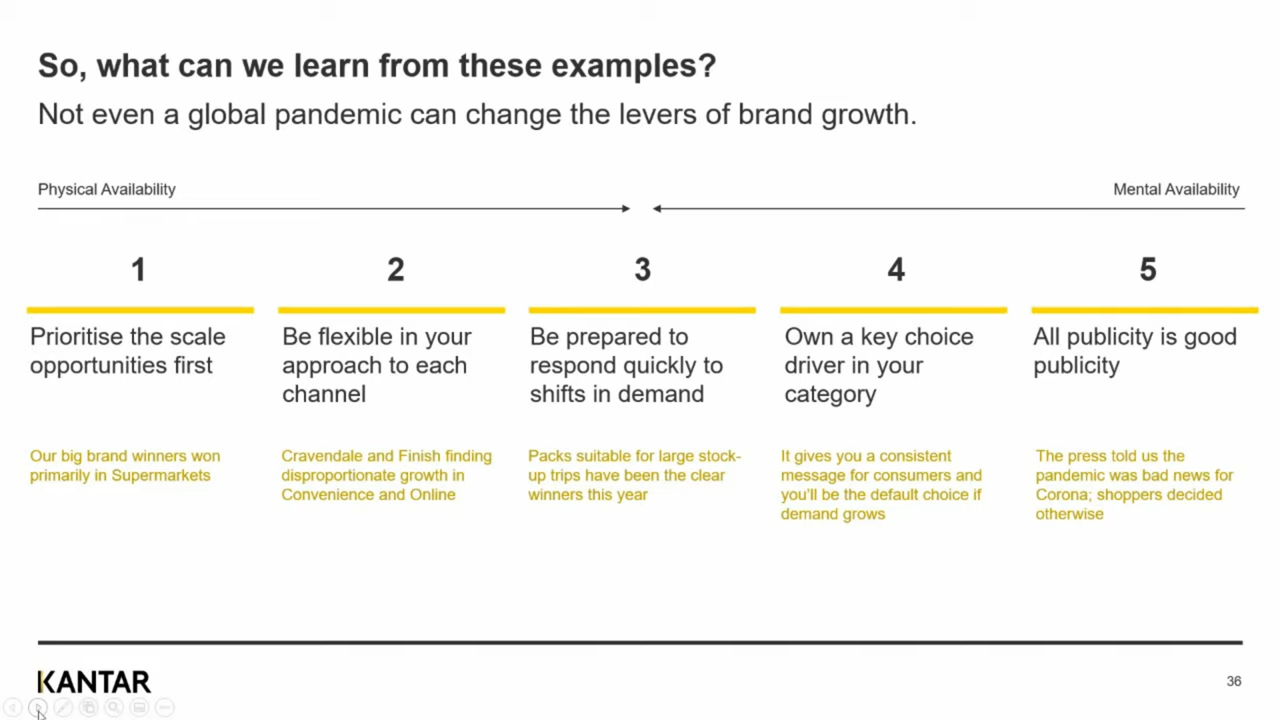 So, what can we learn from these examples?
Not even a global pandemic can change the levers of brand growth.
Physical Availability
Mental Availability
1
Prioritise the scale
opportunities first
Our big brand winners won
primarily in Supermarkets
2
Be flexible in your
approach to each
channel
Cravendale and Finish finding
disproportionate growth in
Convenience and Online
3
Be prepared to
respond quickly to
shifts in demand
Packs suitable for large stock-
up trips have been the clear
winners this year
4
Own a key choice
driver in your
category
It gives you a consistent
message for consumers and
you'll be the default choice if
demand grows
5
All publicity is good
publicity
The press told us the
pandemic was bad news for
Corona; shoppers decided
otherwise
KANTAR
36